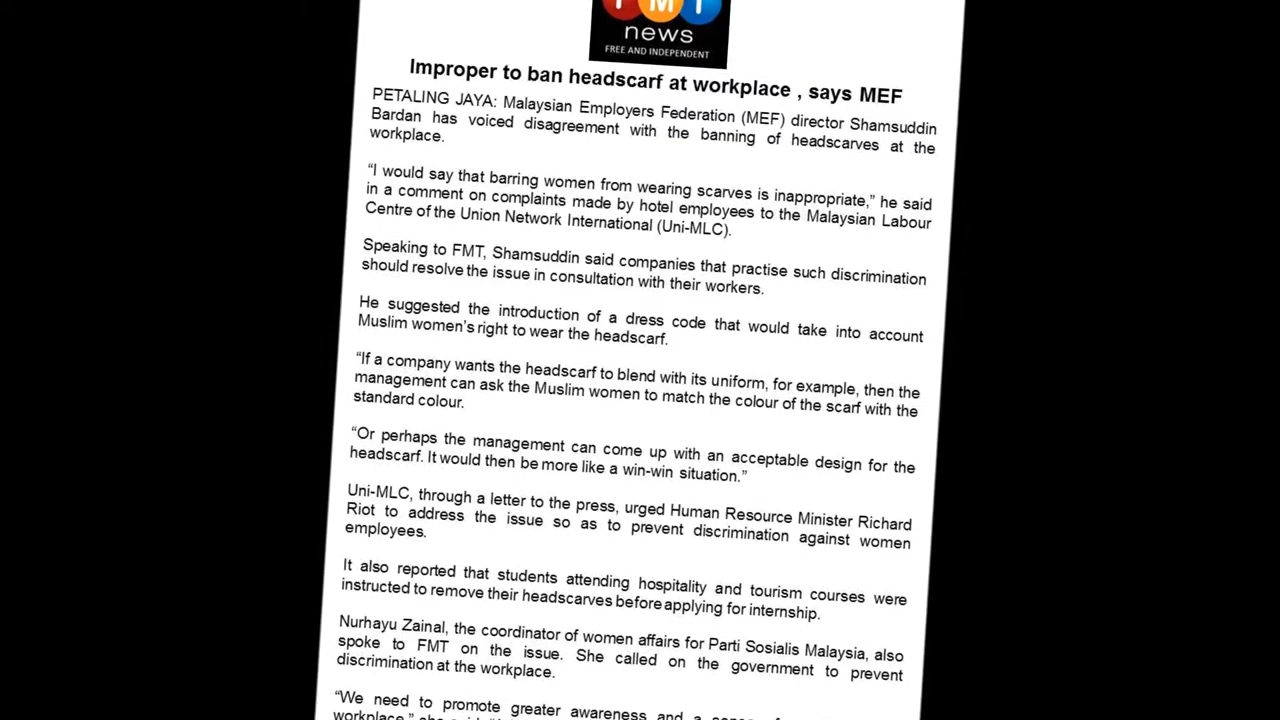 FMT
news
FREE AND INDEPENDENT
Improper to ban headscarf at workplace , says MEF
PETALING JAYA: Malaysian Employers Federation (MEF) director Shamsuddin
Bardan has voiced disagreement with the banning of headscarves at the
workplace.
“I would say that barring women from wearing scarves is inappropriate,” he said
in a comment on complaints made by hotel employees to the Malaysian Labour
Centre of the Union Network International (Uni-MLC).
Speaking to FMT, Shamsuddin said companies that practise such discrimination
should resolve the issue in consultation with their workers.
He suggested the introduction of a dress code that would take into account
Muslim women’s right to wear the headscarf.
“If a company wants the headscarf to blend with its uniform, for example, then the
management can ask the Muslim women to match the colour of the scarf with the
standard colour.
“Or perhaps the management can come up with an acceptable design for the
headscarf. It would then be more like a win-win situation.”
Uni-MLC, through a letter to the press, urged Human Resource Minister Richard
Riot to address the issue so as to prevent discrimination against women
employees.
It also reported that students attending hospitality and tourism courses were
instructed to remove their headscarves before applying for internship.
Nurhayu Zainal, the coordinator of women affairs for Parti Sosialis Malaysia, also
spoke to FMT on the issue. She called on the government to prevent
discrimination at the workplace.
“We need to promote greater awareness and a
workplace,”